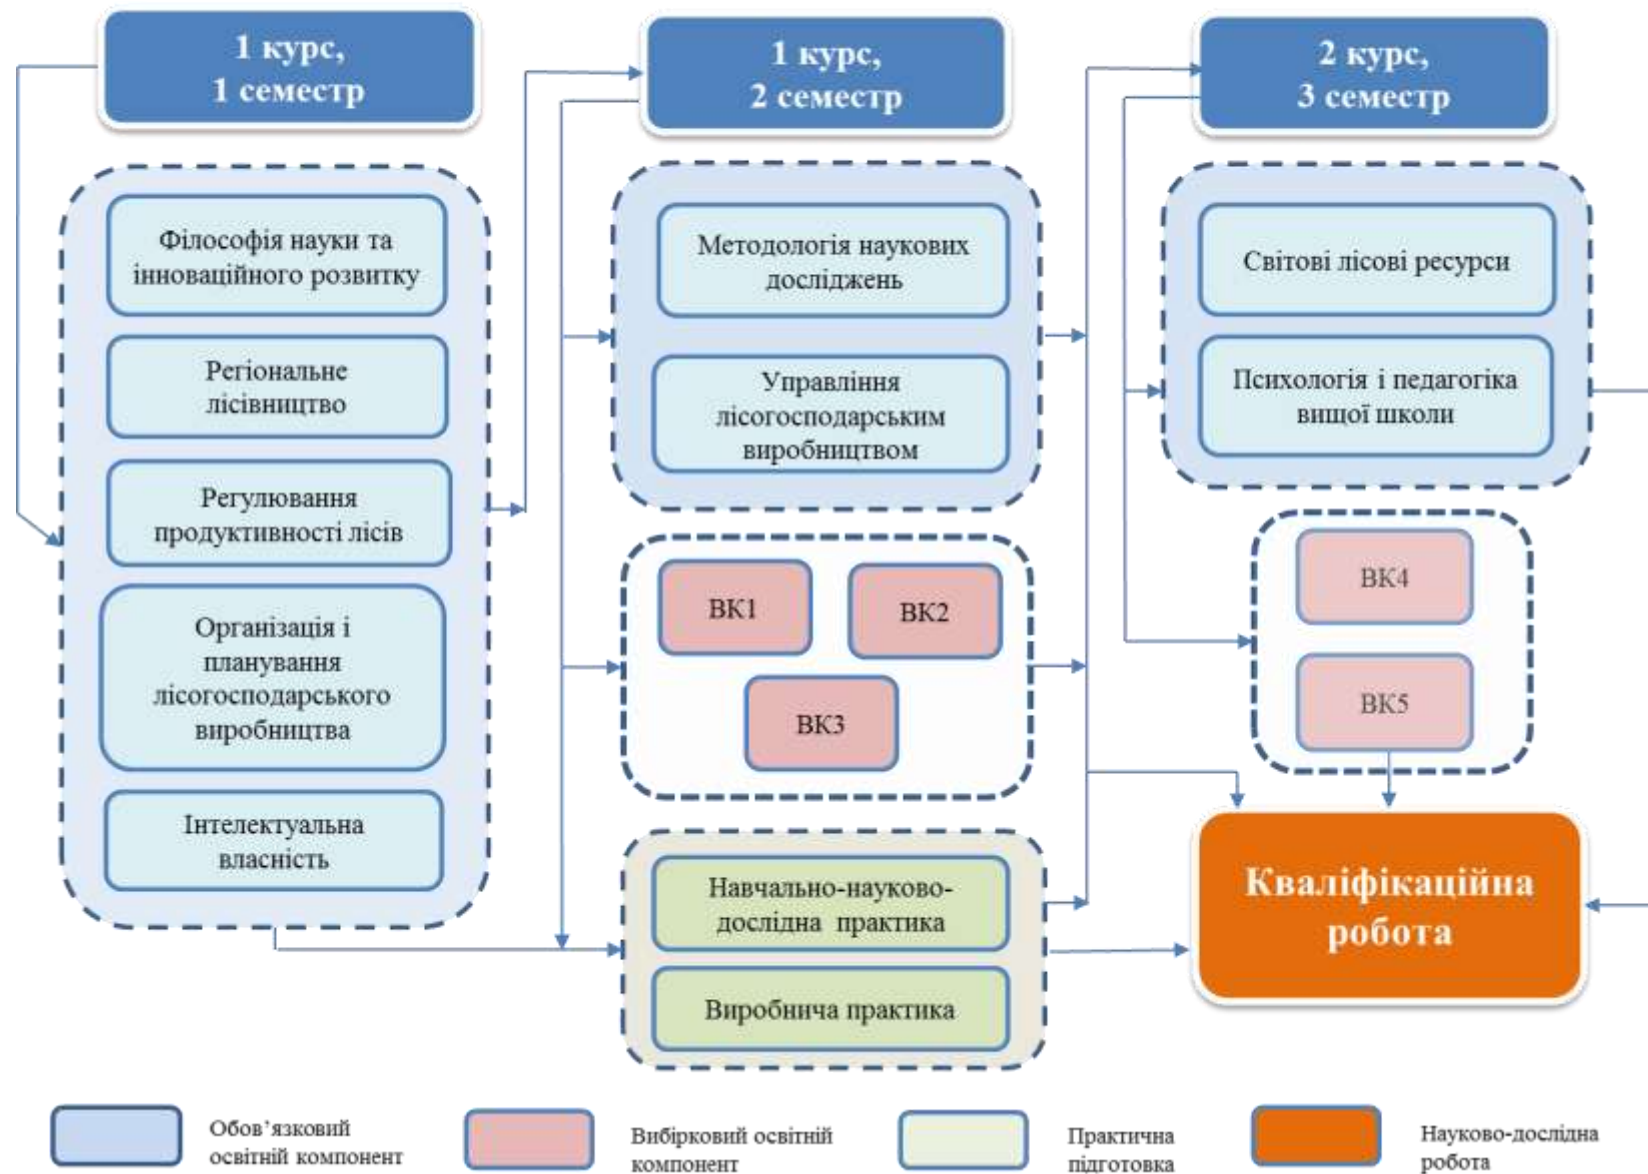 1 курс,
1 семестр
Філософія науки та
інноваційного розвитку
Регіональне
лісівництво
Регулювання
продуктивності лісів
Організація і
планування
лісогосподарського
виробництва
Інтелектуальна
власність
1 курс,
2 семестр
Методологія наукових
досліджень
Управління
лісогосподарським
виробництвом
ВК1
ВК2
ВК3
Навчально-науково-
дослідна практика
Виробнича практика
2 курс,
3 семестр
Світові лісові ресурси
Психологія і педагогіка
вищої школи
ВК4
ВК5
Кваліфікаційна
робота
Обов’язковий
освітній компонент
Вибірковий освітній
компонент
Практична
підготовка
Науково-дослідна
робота